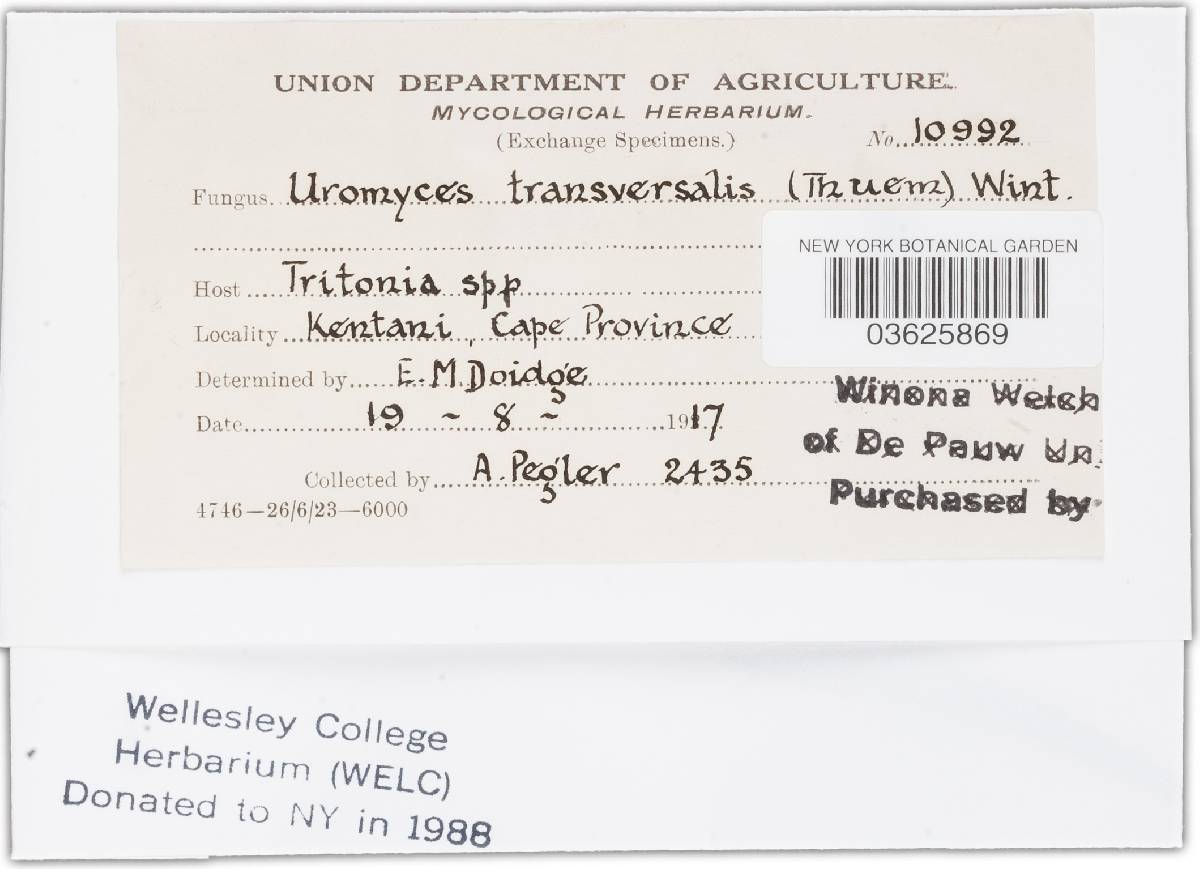 UNION DEPARTMENT OF AGRICULTURE.
MYCOLOGICAL HERBARIUM.
(Exchange Specimens.)
No. 10992
Fungus. Uromyces transversalis (Thuem) Wint.
NEW YORK BOTANICAL GARDEN
03625869
Host Tritonia spp
Locality Kentani, Cape Province
Determined by E. M. Doidge
Winona Welch
Date 19 - 8 - 1917
of De Pauw Un
Collected by A. Pegler 2435
Purchased by
4746—26/6/23—6000
Wellesley College
Herbarium (WELC)
Donated to NY in 1988